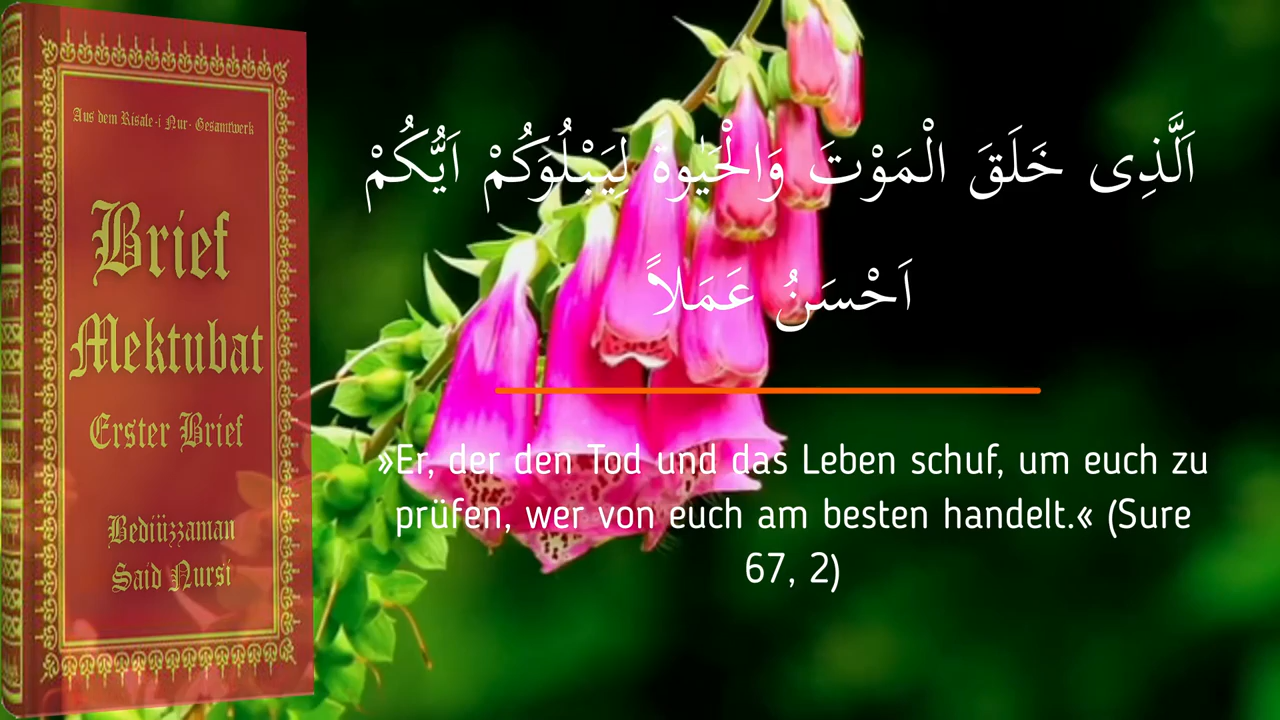 Aus dem Risale-i Nur- Gesamtwerk
Brief
Mektubat
Erster Brief
Bediüzzaman
Said Nursi
اَلَّذِى خَلَقَ الْمَوْتَ وَالْحَيٰوةَ لِيَبْلُوَكُمْ اَيُّكُمْ
اَحْسَنُ عَمَلاً
»Er, der den Tod und das Leben schuf, um euch zu
prüfen, wer von euch am besten handelt.« (Sure
67, 2)